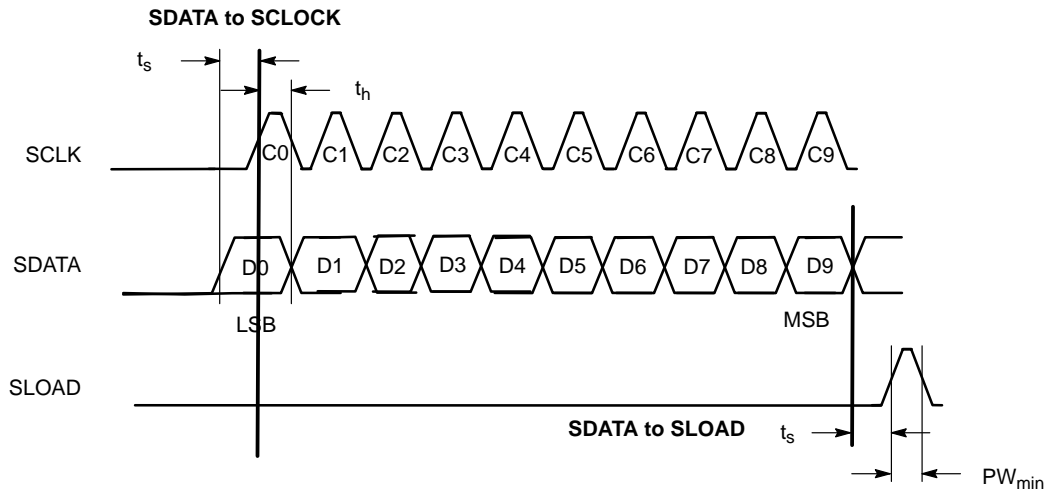 SDATA to SCLOCK
ts
th
SCLK
C0 C1 C2 C3 C4 C5 C6 C7 C8 C9
SDATA
D0 D1 D2 D3 D4 D5 D6 D7 D8 D9
LSB
MSB
SLOAD
SDATA to SLOAD
ts
PWmin